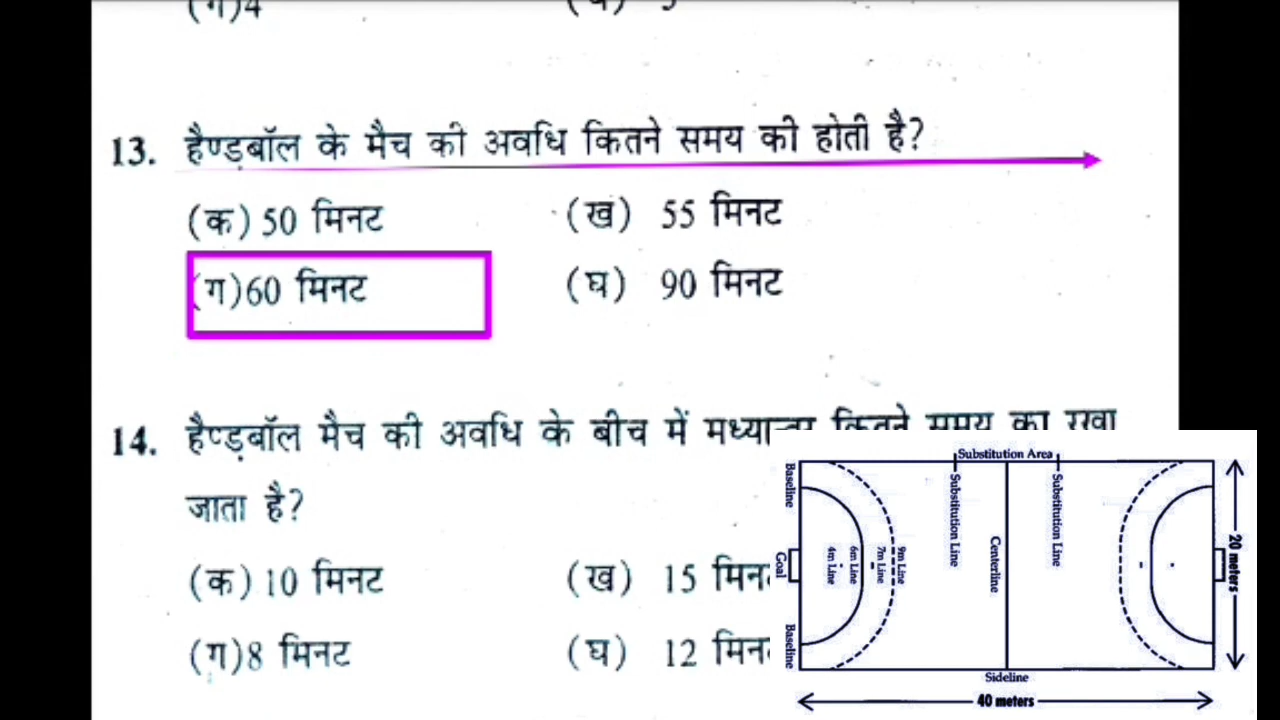 13. हैण्ड़बॉल के मैच की अवधि कितने समय की होती है?
(क) 50 मिनट (ख) 55 मिनट
(ग) 60 मिनट (घ) 90 मिनट
14. हैण्ड़बॉल मैच की अवधि के बीच में
जाता है?
(क) 10 मिनट (ख) 15
(ग) 8 मिनट (घ) 12
Substitution Area
Baseline
Substitution Line
Substitution Line
Goal
4m Line
6m Line
7m Line
9m Line
Centerline
20 meters
Baseline
Sideline
40 meters